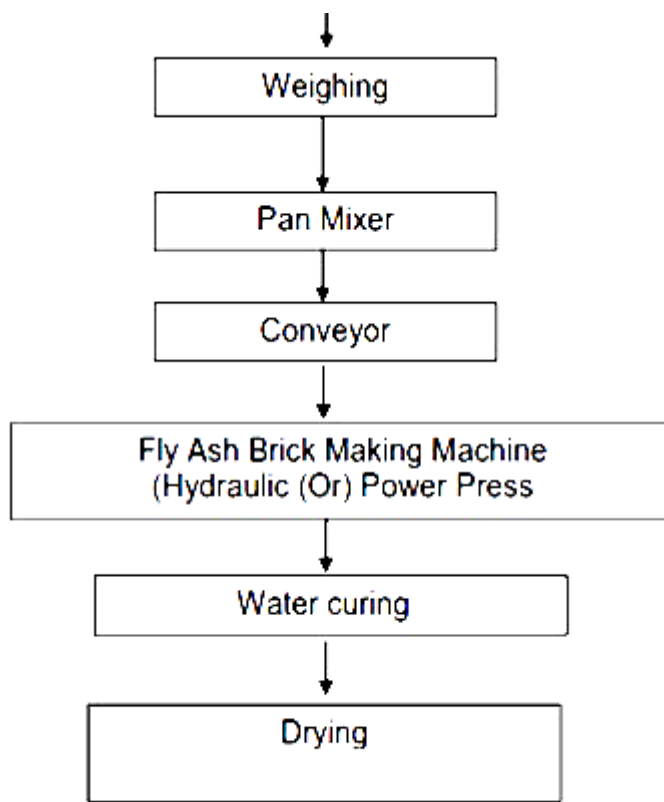 Weighing
Pan Mixer
Conveyor
Fly Ash Brick Making Machine
(Hydraulic (Or) Power Press
Water curing
Drying